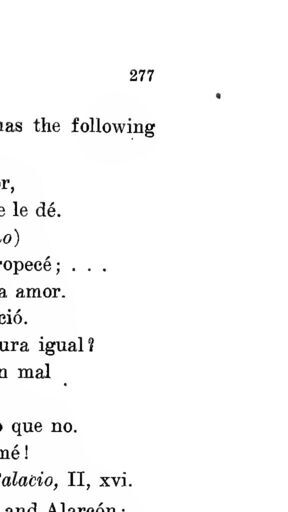 277
has the following
r,
e le dé.
o)
ropecé; . . .
a amor.
ció.
ura igual?
n mal
o que no.
mé!
Palacio, II, xvi.
and Alarcón: